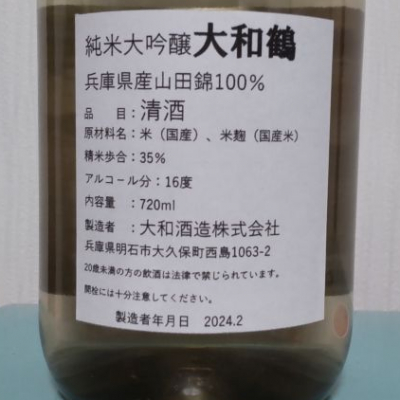 純米大吟醸大和鶴
兵庫県産山田錦100%
品　目：清酒
原材料名：米（国産）、米麹（国産米）
精米歩合：35%
アルコール分：16度
内容量 ：720ml
製造者 ：大和酒造株式会社
兵庫県明石市大久保町西島1063-2
20歳未満の方の飲酒は法律で禁じられています。
開栓には十分注意してください。
製造者年月日 2024.2